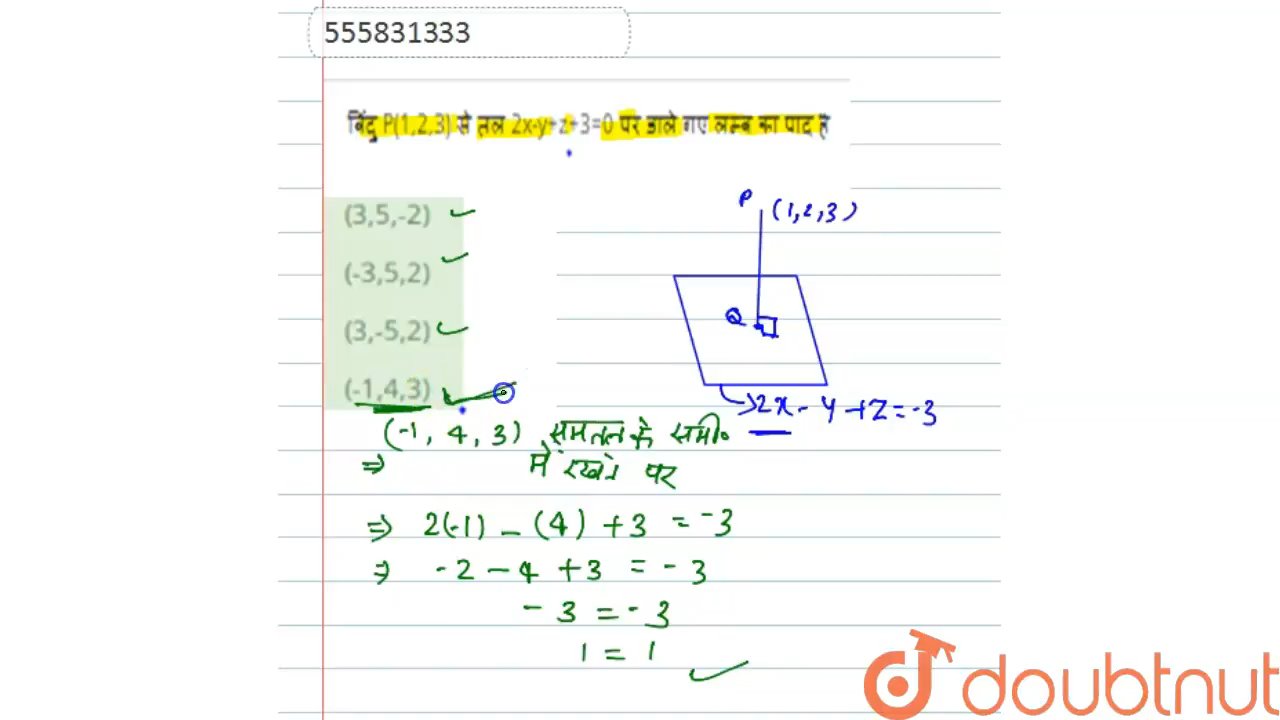 555831333
बिंदु P(1,2,3) से तल 2x-y+z+3=0 पर डाले गए लम्ब का पाद है
P (1,2,3)
(3,5,-2)
(-3,5,2)
Q
(3,-5,2)
(-1,4,3)
2x - y + z = -3
(-1, 4, 3) समतल के समी०
⇒ में रखने पर
⇒ 2(-1) - (4) + 3 = -3
⇒ -2 - 4 + 3 = -3
-3 = -3
1 = 1
doubtnut